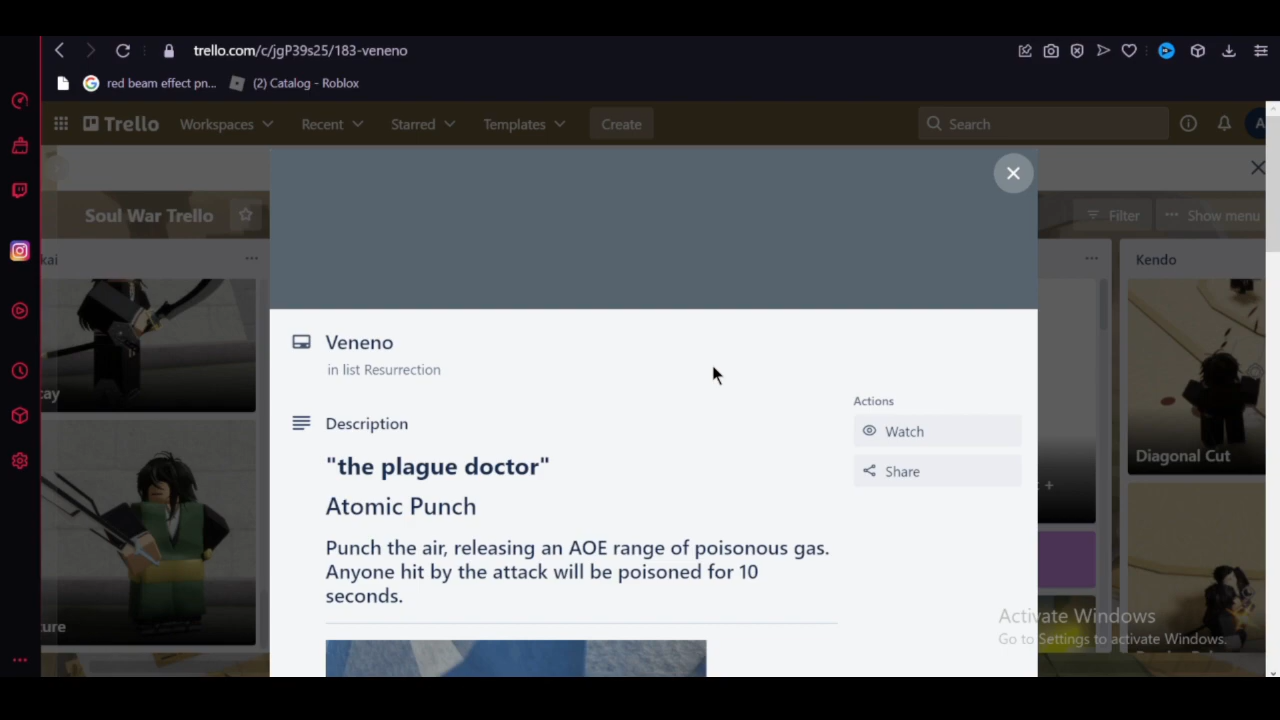 trello.com/c/jgP39s25/183-veneno
red beam effect pn...
(2) Catalog - Roblox
Trello
Workspaces
Recent
Starred
Templates
Create
Search
A
Soul War Trello
Filter
... Show menu
kai
...
Veneno
in list Resurrection
Description
"the plague doctor"
Atomic Punch
Punch the air, releasing an AOE range of poisonous gas.
Anyone hit by the attack will be poisoned for 10
seconds.
Actions
Watch
Share
cay
ure
...
Kendo
+
Diagonal Cut
Activate Windows
Go to Settings to activate Windows.